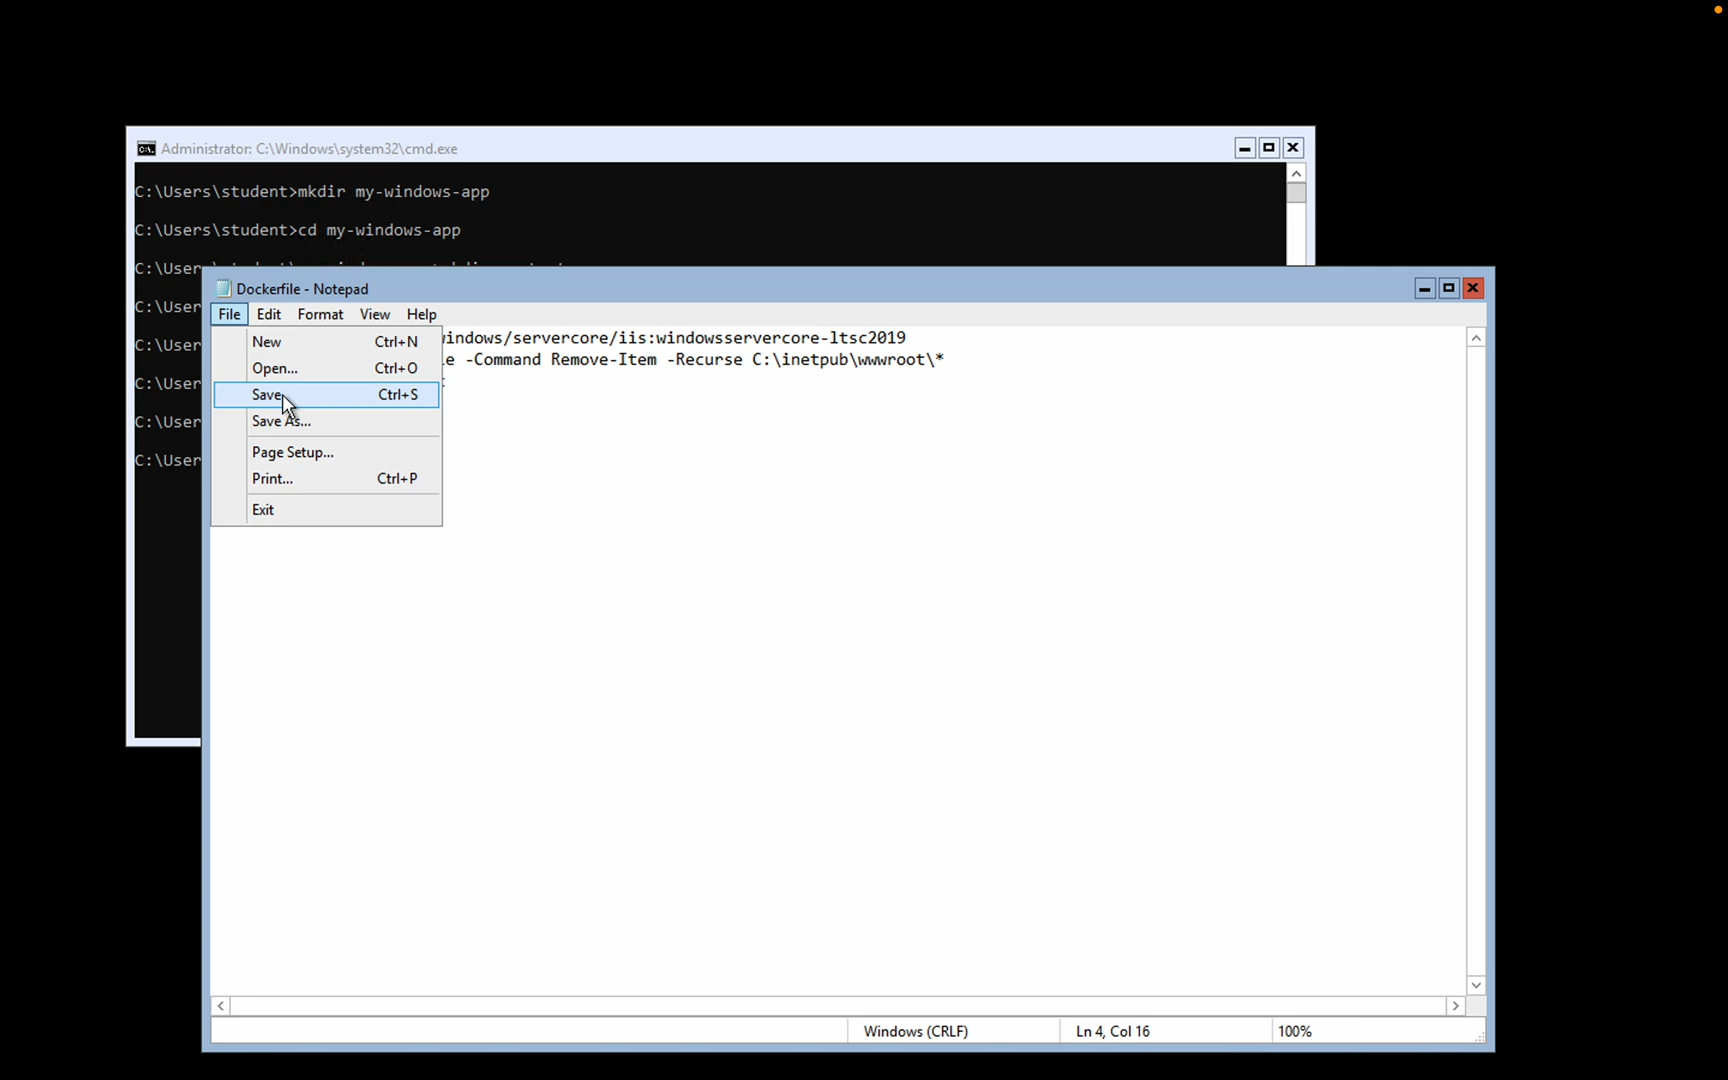 Administrator: C:\Windows\system32\cmd.exe
C:\Users\student>mkdir my-windows-app
C:\Users\student>cd my-windows-app
C:\User
Dockerfile - Notepad
C:\User
File Edit Format View Help
indows/servercore/iis:windowsservercore-ltsc2019
New Ctrl+N
C:\User
le -Command Remove-Item -Recurse C:\inetpub\wwwroot\*
Open... Ctrl+O
C:\User
Save Ctrl+S
C:\User
Save As...
Page Setup...
C:\User
Print... Ctrl+P
Exit
Windows (CRLF) Ln 4, Col 16 100%